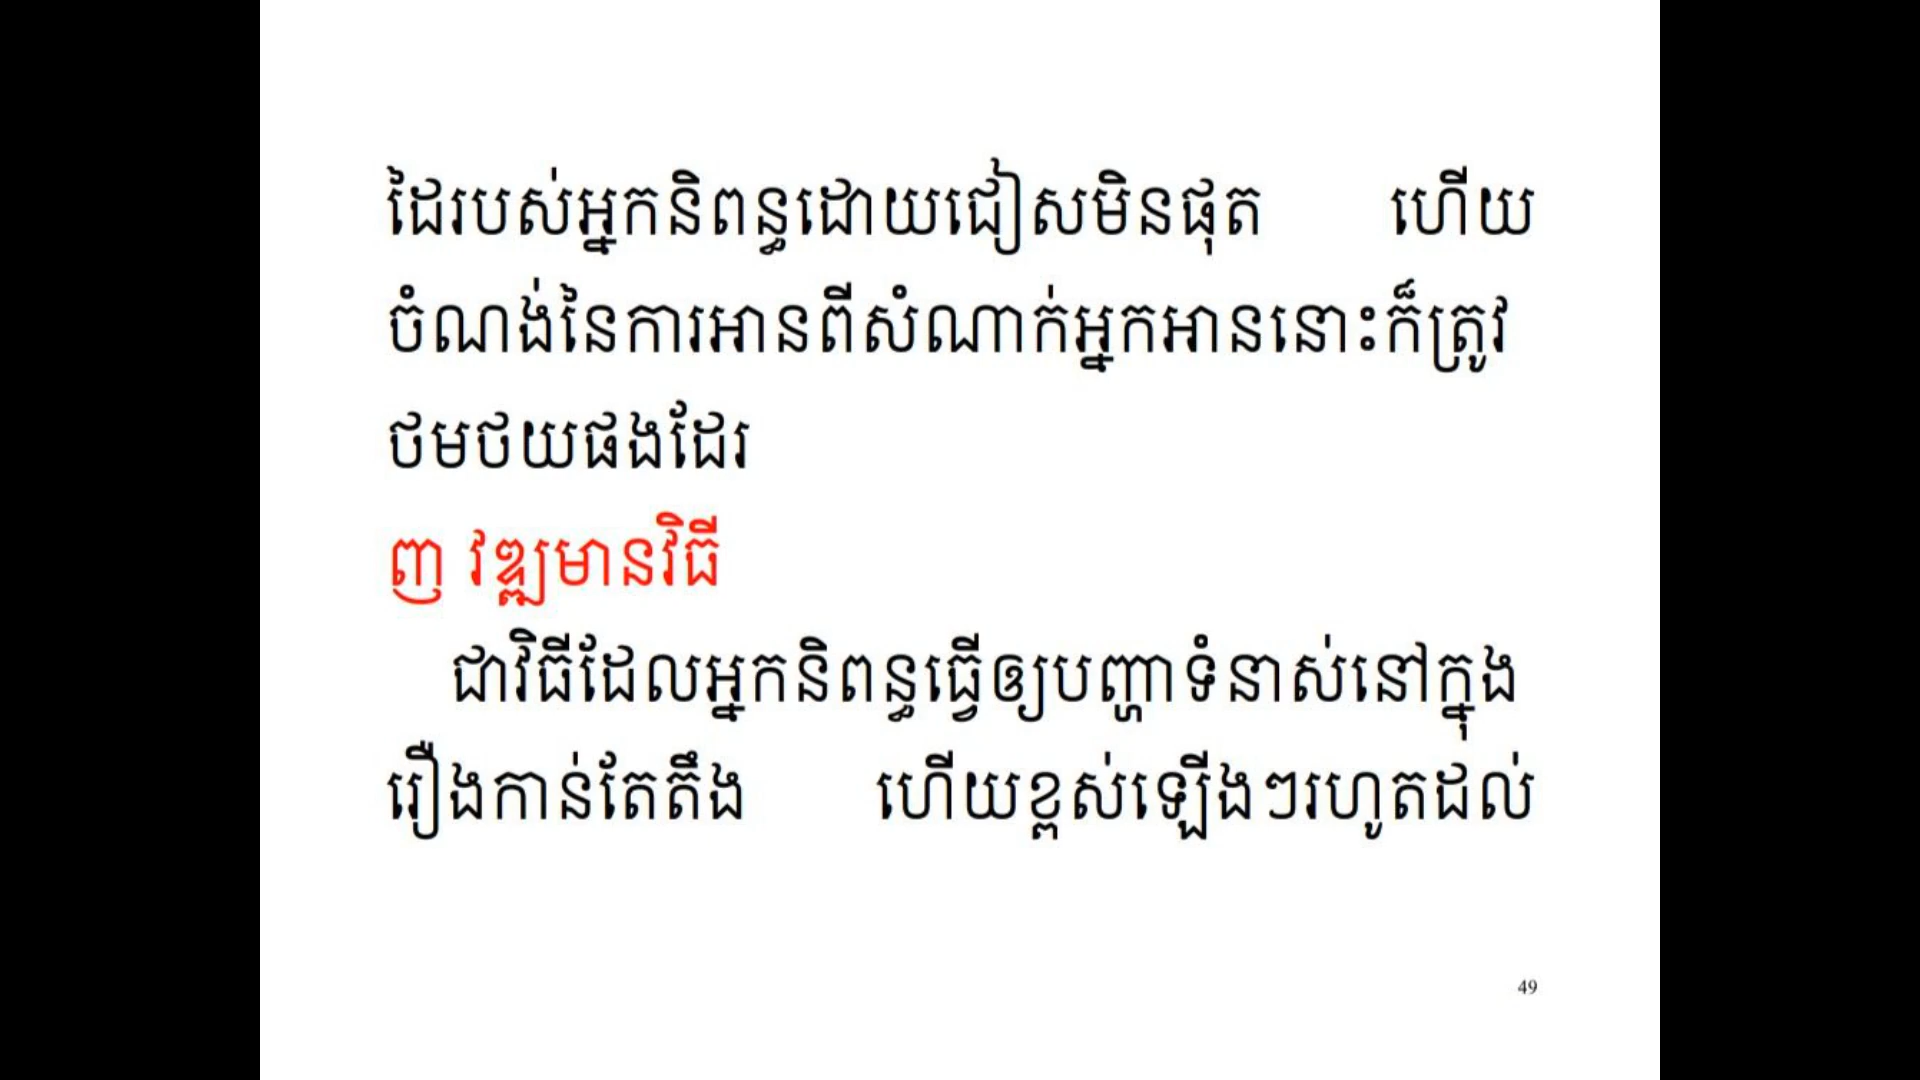 ដៃរបស់អ្នកនិពន្ធដោយជៀសមិនផុត ហើយ
ចំណង់នៃការអានពីសំណាក់អ្នកអាននោះក៏ត្រូវ
ថមថយផងដែរ
ញ វឌ្ឍមានវិធី
ជាវិធីដែលអ្នកនិពន្ធធ្វើឲ្យបញ្ហាទំនាស់នៅក្នុង
រឿងកាន់តែតឹង ហើយខ្ពស់ឡើងៗរហូតដល់
49